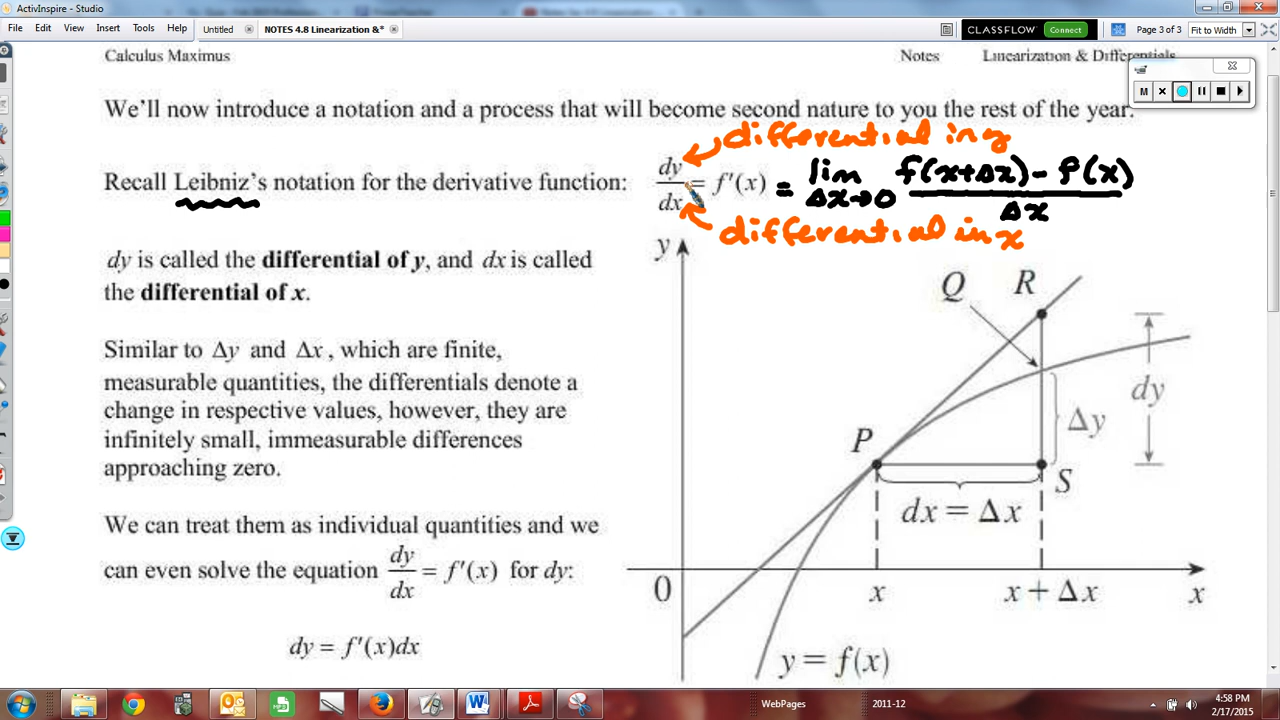 ActivInspire - Studio
File Edit View Insert Tools Help Untitled NOTES 4.8 Linearization &* CLASSFLOW Connect Page 3 of 3 Fit to Width
Calculus Maximus Notes Linearization & Differentials
M
We'll now introduce a notation and a process that will become second nature to you the rest of the year.
differential in y
Recall Leibniz's notation for the derivative function: dy/dx = f'(x) = lim Δx→0 f(x+Δx) - f(x) / Δx
differential in x
dy is called the differential of y, and dx is called
the differential of x.
Similar to Δy and Δx, which are finite,
measurable quantities, the differentials denote a
change in respective values, however, they are
infinitely small, immeasurable differences
approaching zero.
We can treat them as individual quantities and we
can even solve the equation dy/dx = f'(x) for dy:
dy = f'(x)dx
y
Q R
dy
Δy
P
S
dx = Δx
0 x x + Δx x
y = f(x)
WebPages 2011-12 4:58 PM
2/17/2015